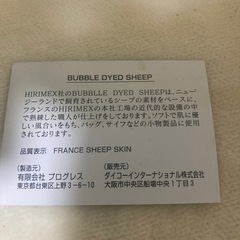 BUBBLE DYED SHEEP
HIRIMEX社のBUBBLLE DYED SHEEPは、ニュー
ジーランドで飼育されているシープの素材をベースに、
フランスのHIRIMEXの本社工場の近代的な設備の中
で熟練した職人が仕上げをしております。ソフトで肌に優
しい風合いをもち、バッグ、サイフなどの小物製品に使用さ
れております。
品質表示 FRANCE SHEEP SKIN
(製造元)
有限会社 プログレス
東京都台東区上野3-6-10
(販売元)
ダイコーインターナショナル株式会社
大阪市中央区船場中央1丁目3